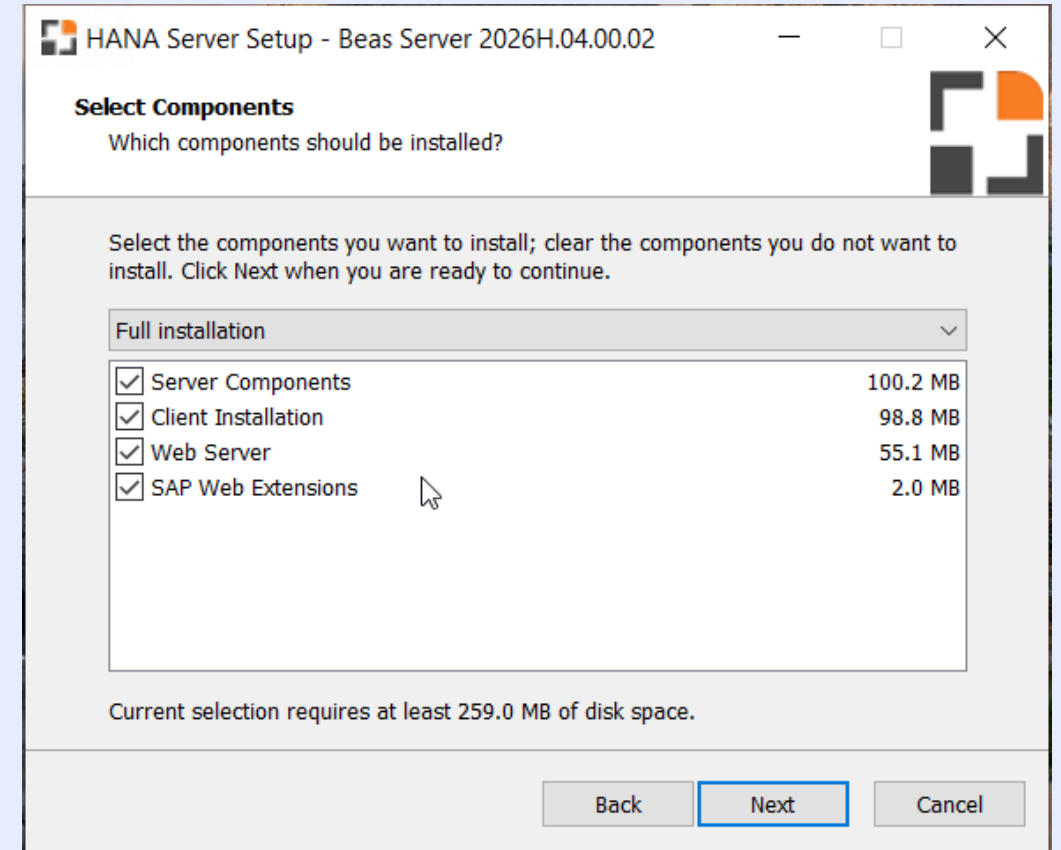 HANA Server Setup - Beas Server 2026H.04.00.02
Select Components
Which components should be installed?
Select the components you want to install; clear the components you do not want to
install. Click Next when you are ready to continue.
Full installation
Server Components 100.2 MB
Client Installation 98.8 MB
Web Server 55.1 MB
SAP Web Extensions 2.0 MB
Current selection requires at least 259.0 MB of disk space.
Back Next Cancel